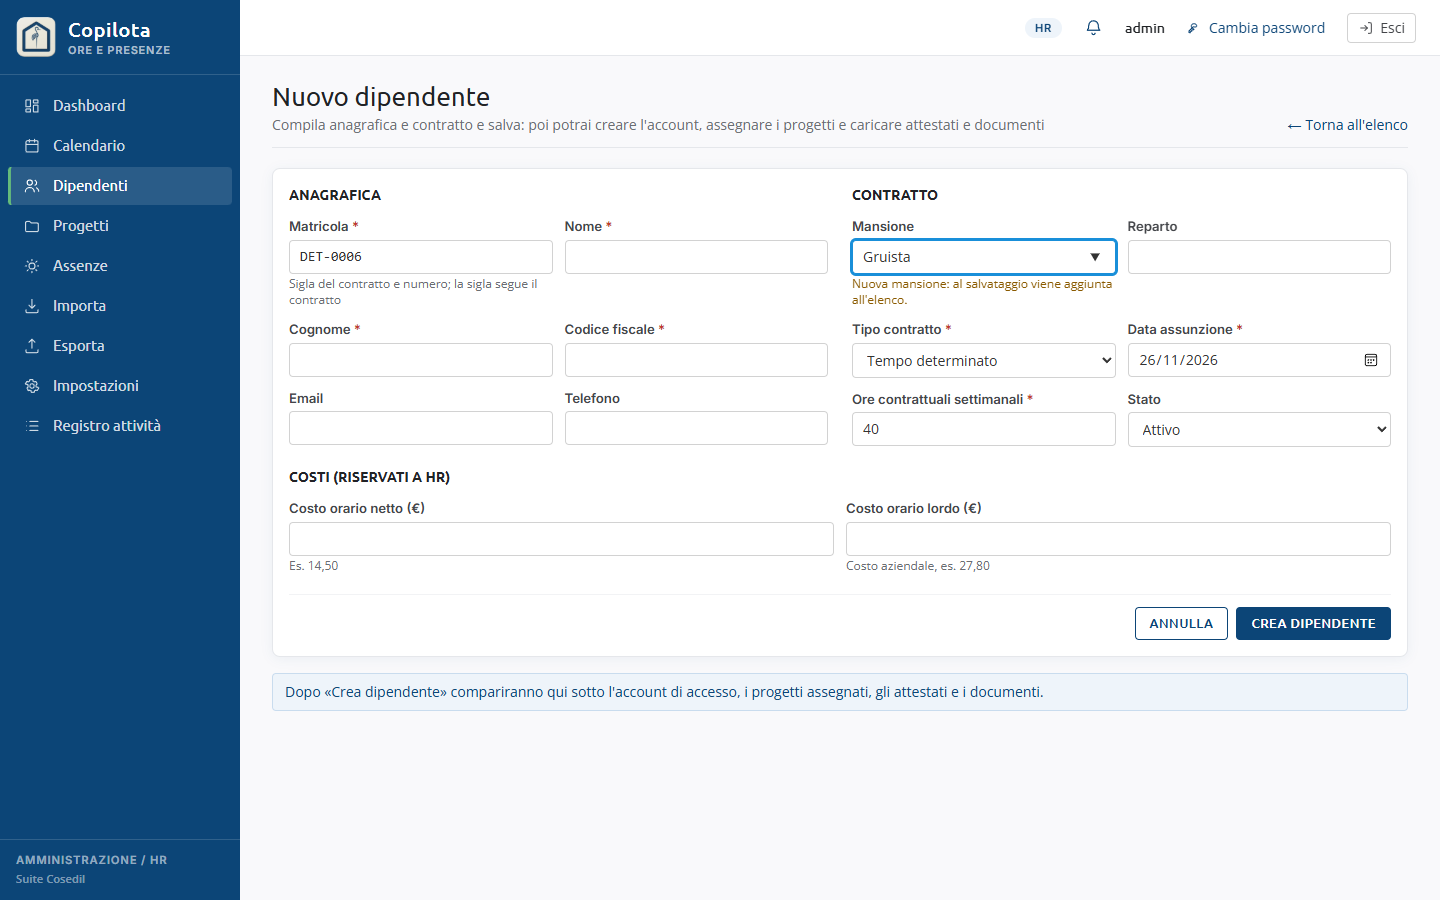 Copilota
ORE E PRESENZE
Dashboard
Calendario
Dipendenti
Progetti
Assenze
Importa
Esporta
Impostazioni
Registro attività
AMMINISTRAZIONE / HR
Suite Cosedil
HR
admin
Cambia password
Esci
Nuovo dipendente
Compila anagrafica e contratto e salva: poi potrai creare l'account, assegnare i progetti e caricare attestati e documenti
← Torna all'elenco
ANAGRAFICA
Matricola *
DET-0006
Sigla del contratto e numero; la sigla segue il
contratto
Nome *
Cognome *
Codice fiscale *
Email
Telefono
CONTRATTO
Mansione
Gruista
Nuova mansione: al salvataggio viene aggiunta
all'elenco.
Reparto
Tipo contratto *
Tempo determinato
Data assunzione *
26/11/2026
Ore contrattuali settimanali *
40
Stato
Attivo
COSTI (RISERVATI A HR)
Costo orario netto (€)
Es. 14,50
Costo orario lordo (€)
Costo aziendale, es. 27,80
ANNULLA
CREA DIPENDENTE
Dopo «Crea dipendente» compariranno qui sotto l'account di accesso, i progetti assegnati, gli attestati e i documenti.